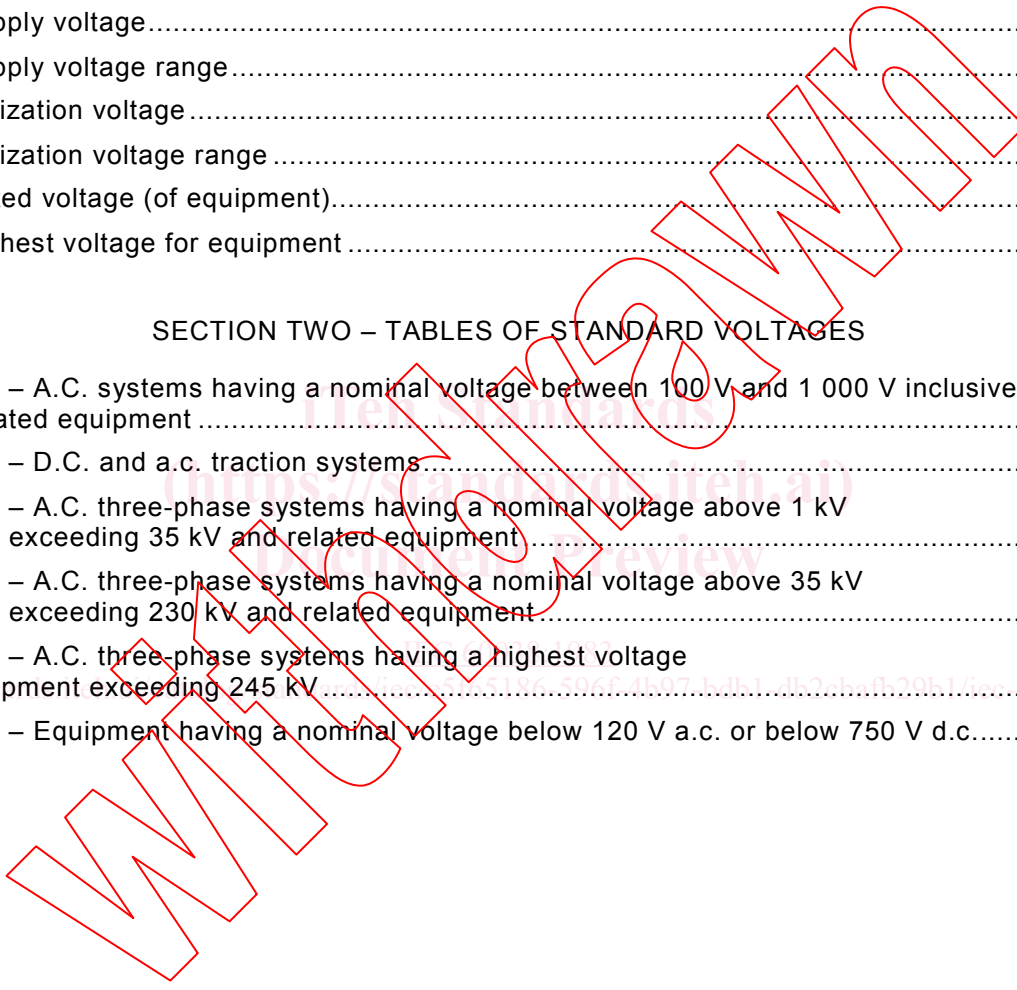 pply voltage
pply voltage range
ization voltage
ization voltage range
ted voltage (of equipment)
hest voltage for equipment
SECTION TWO – TABLES OF STANDARD VOLTAGES
– A.C. systems having a nominal voltage between 100 V and 1 000 V inclusive
ated equipment
iTeh Standards
– D.C. and a.c. traction systems
(https://standards.iteh.ai)
– A.C. three-phase systems having a nominal voltage above 1 kV
exceeding 35 kV and related equipment
Document Preview
– A.C. three-phase systems having a nominal voltage above 35 kV
exceeding 230 kV and related equipment
– A.C. three-phase systems having a highest voltage
ipment exceeding 245 kV
– Equipment having a nominal voltage below 120 V a.c. or below 750 V d.c.
withdrawn